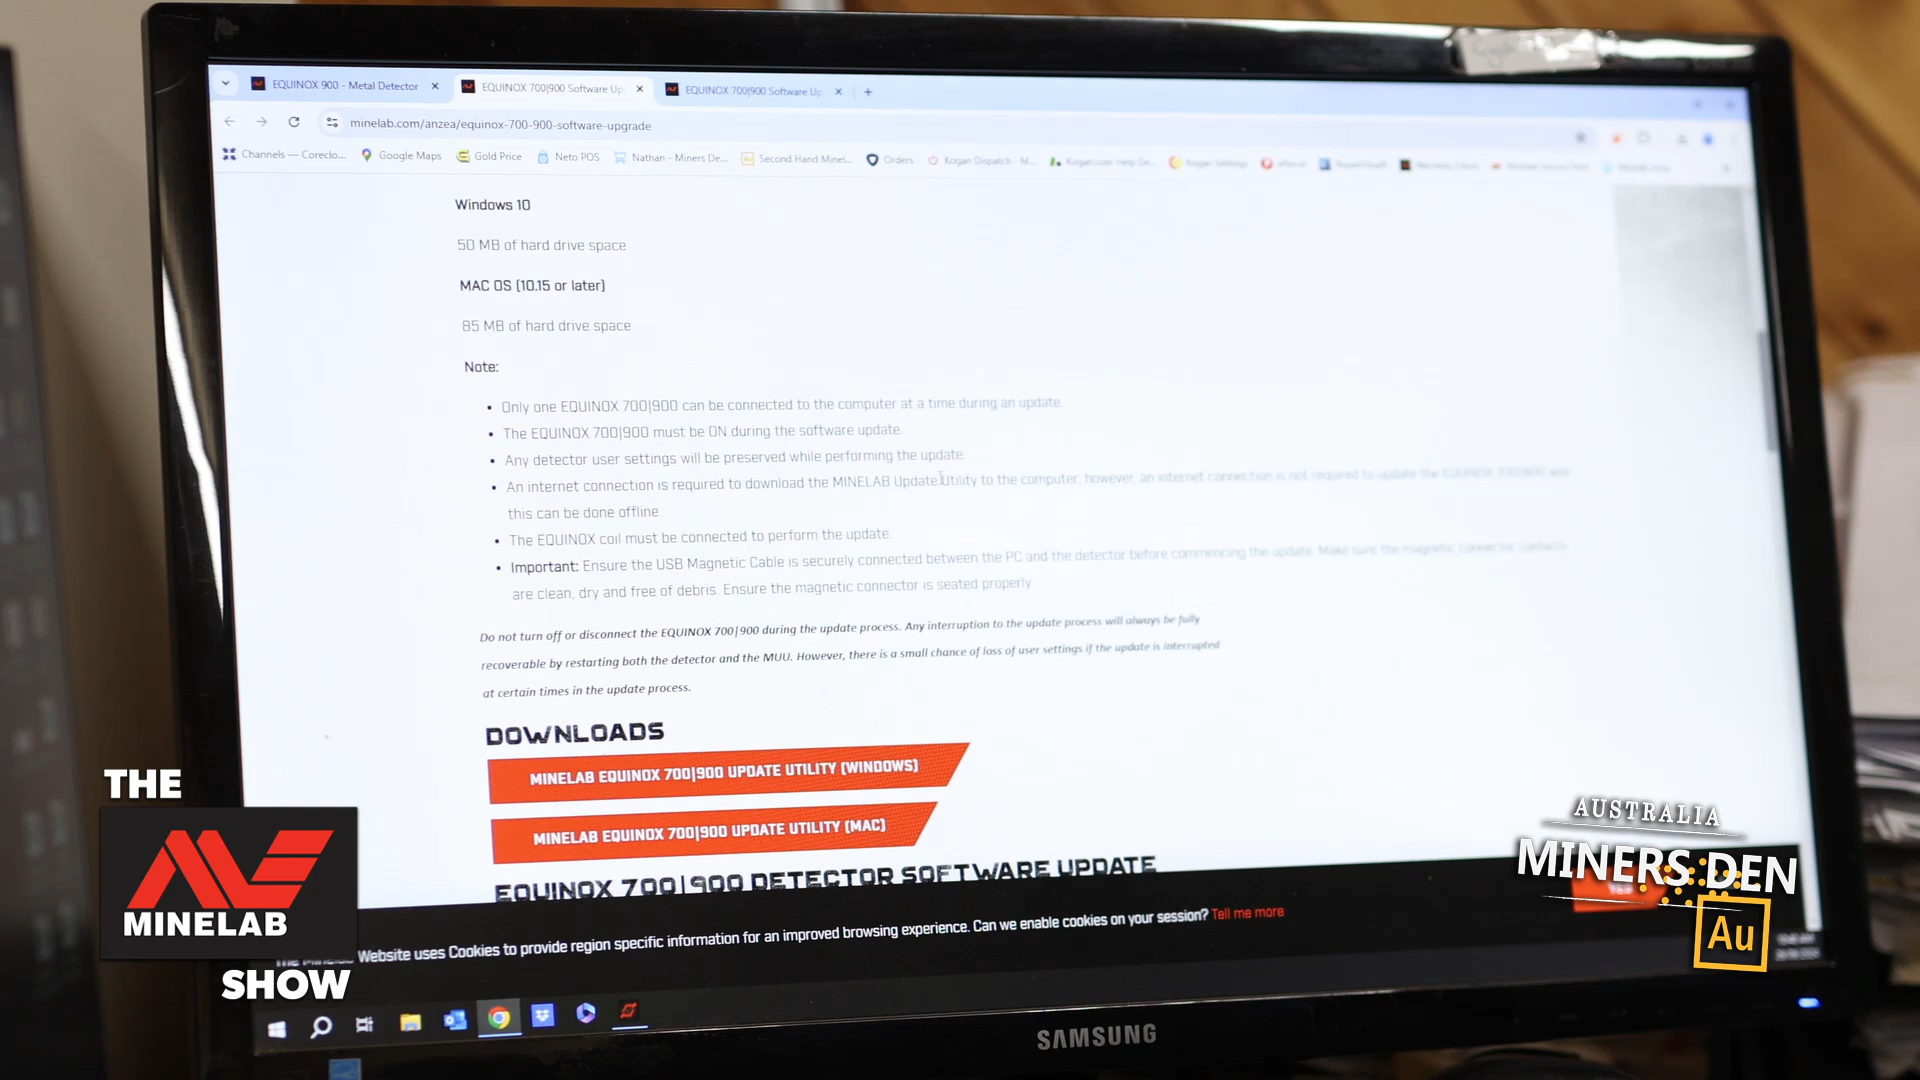 EQUINOX 900 - Metal Detector
EQUINOX 700|900 Software Up
EQUINOX 700|900 Software Up
minelab.com/anzea/equinox-700-900-software-upgrade
Channels — Coreclo...
Google Maps
Gold Price
Neto POS
Nathan - Miners De...
Second Hand Minel...
Orders
Kogan Dispatch - M...
Kogan.com Help De...
Kogan Settings
Windows 10
50 MB of hard drive space
MAC OS (10.15 or later)
85 MB of hard drive space
Note:
• Only one EQUINOX 700|900 can be connected to the computer at a time during an update.
• The EQUINOX 700|900 must be ON during the software update.
• Any detector user settings will be preserved while performing the update.
• An internet connection is required to download the MINELAB Update Utility to the computer; however, an internet connection is not required to update the EQUINOX 700|900 and
this can be done offline.
• The EQUINOX coil must be connected to perform the update.
• Important: Ensure the USB Magnetic Cable is securely connected between the PC and the detector before commencing the update. Make sure the magnetic connector contacts
are clean, dry and free of debris. Ensure the magnetic connector is seated properly
Do not turn off or disconnect the EQUINOX 700|900 during the update process. Any interruption to the update process will always be fully
recoverable by restarting both the detector and the MUU. However, there is a small chance of loss of user settings if the update is interrupted
at certain times in the update process.
DOWNLOADS
MINELAB EQUINOX 700|900 UPDATE UTILITY (WINDOWS)
MINELAB EQUINOX 700|900 UPDATE UTILITY (MAC)
EQUINOX 700|900 DETECTOR SOFTWARE UPDATE
Website uses Cookies to provide region specific information for an improved browsing experience. Can we enable cookies on your session? Tell me more
SAMSUNG
THE
MINELAB
SHOW
AUSTRALIA
MINERS DEN
Au